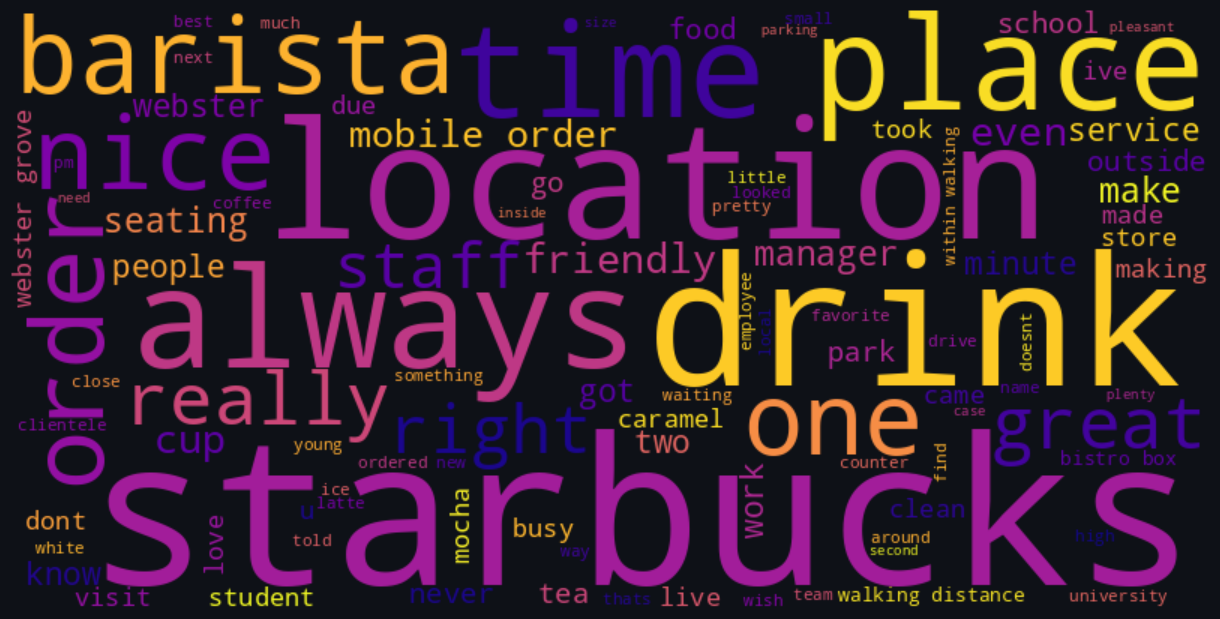 best
much
size
small
food
parking
school
pleasant
barista
time
place
next
ive
webster
due
mobile order
took
even
service
nice
location
webster grove
pm
need
coffee
go
inside
little
looked
pretty
within walking
outside
make
made
store
seating
order
people
staff
friendly
manager
minute
making
always
drink
employee
local
favorite
park
drive
doesnt
close
something
really
got
waiting
came
name
plenty
clientele
cup
young
right
caramel
two
one
case
great
ordered
new
counter
find
bistro box
starbucks
ice
latte
u
work
clean
dont
white
love
told
mocha
busy
way
around
second
high
know
visit
student
never
tea
thats
live
wish
team
walking distance
university